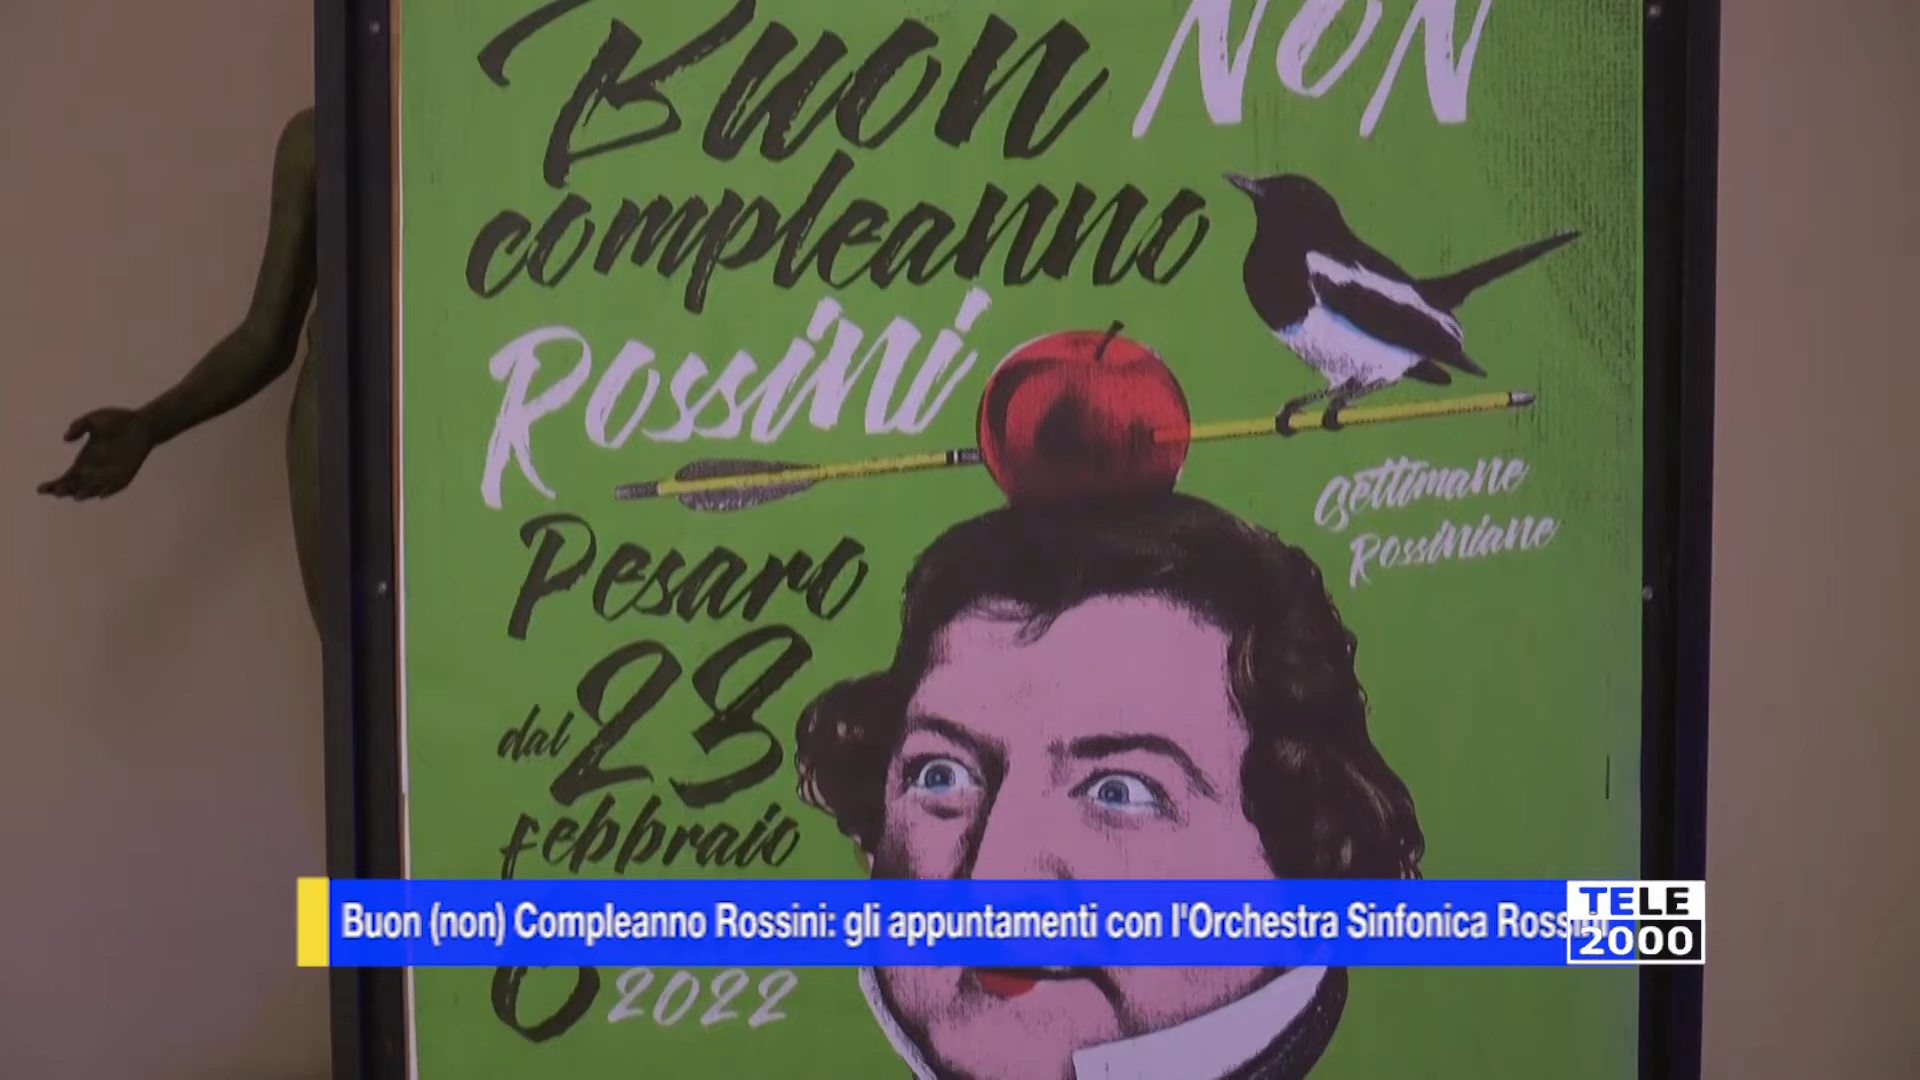 Buon NON
compleanno
Rossini
Settimane
Rossiniane
Pesaro
dal 23
febbraio
6 2022
Buon (non) Compleanno Rossini: gli appuntamenti con l'Orchestra Sinfonica Rossini
TELE
2000